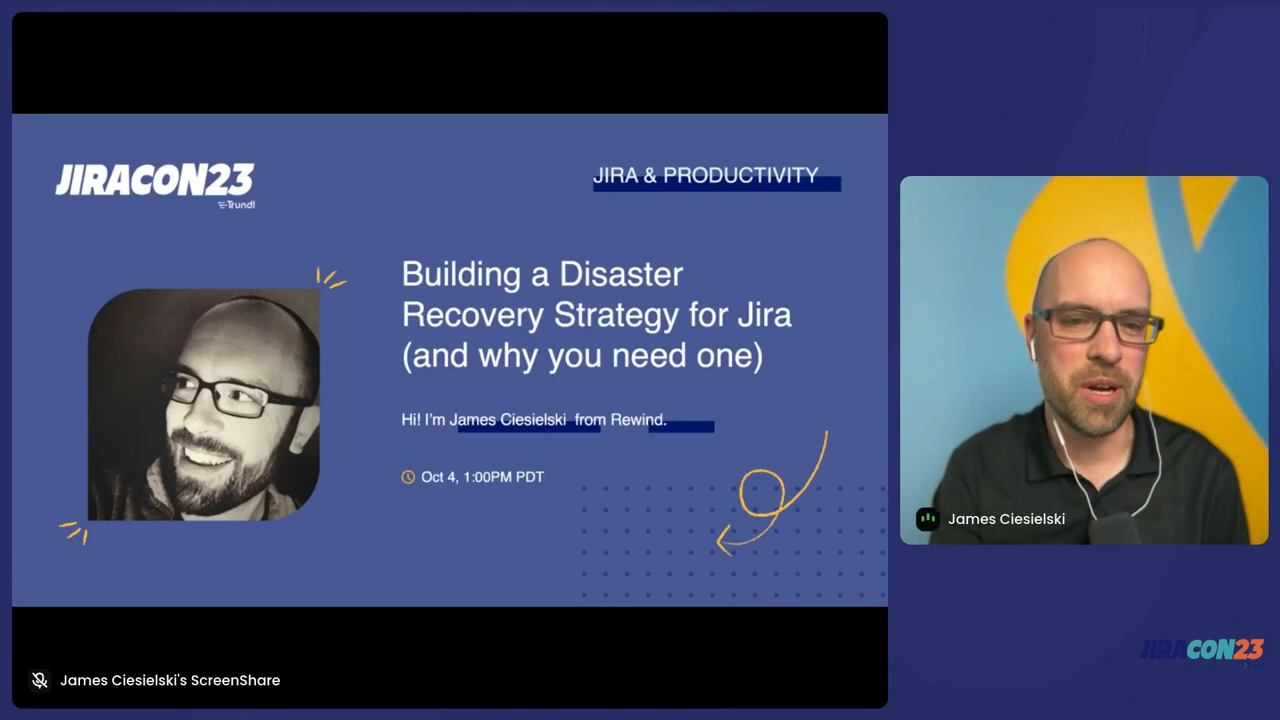 JIRACON23
Trundl
JIRA & PRODUCTIVITY
Building a Disaster
Recovery Strategy for Jira
(and why you need one)
Hi! I'm James Ciesielski from Rewind.
Oct 4, 1:00PM PDT
James Ciesielski's ScreenShare
James Ciesielski
JIRACON23